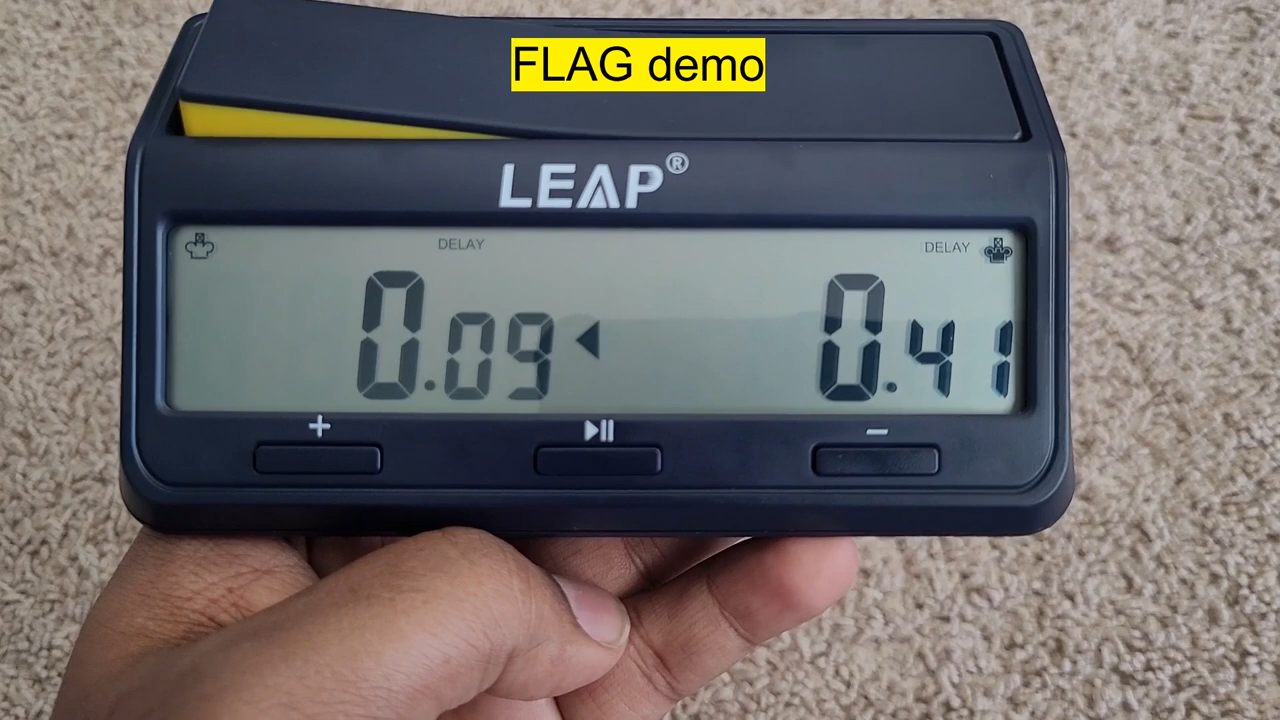 FLAG demo
LEAP®
DELAY DELAY
0.09 0.41
+ −